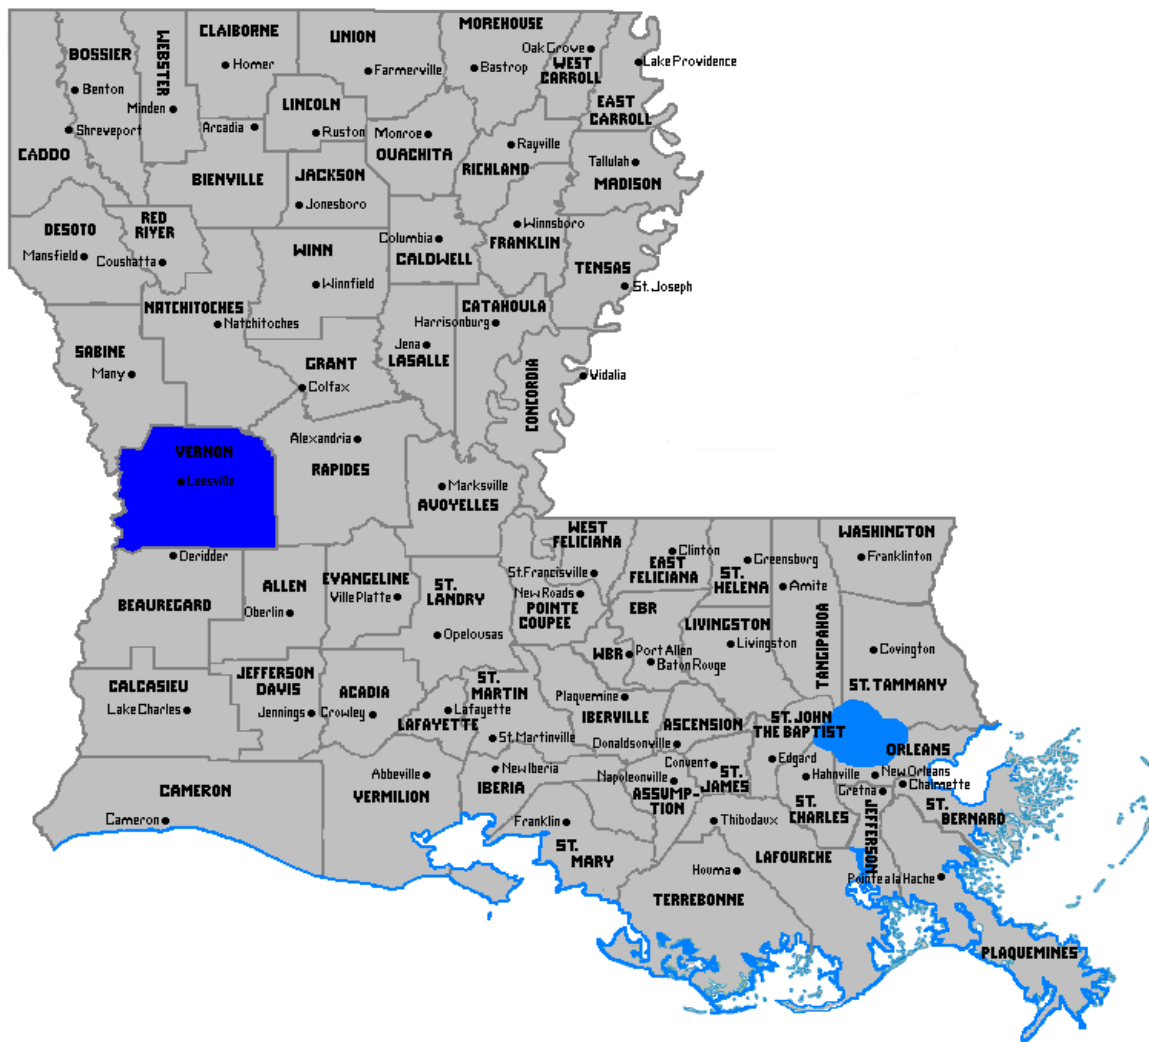 MOREHOUSE
CLAIBORNE
UNION
WEBSTER
BOSSIER
Oak Grove
WEST
CARROLL
Lake Providence
Homer
Farmerville
Bastrop
Benton
LINCOLN
EAST
CARROLL
Minden
Shreveport
Arcadia
Ruston
Monroe
OUACHITA
Rayville
CADDO
RICHLAND
Tallulah
MADISON
BIENVILLE
JACKSON
Jonesboro
RED
RIVER
DESOTO
Winnsboro
FRANKLIN
Columbia
CALDWELL
WINN
Mansfield
Coushatta
TENSAS
St. Joseph
Winnfield
NATCHITOCHES
Natchitoches
CATAHOULA
Harrisonburg
SABINE
Many
GRANT
Colfax
Jena
LASALLE
CONCORDIA
Vidalia
VERNON
Leesville
Alexandria
RAPIDES
Marksville
AVOYELLES
WEST
FELICIANA
WASHINGTON
Franklinton
Deridder
BEAUREGARD
ALLEN
Oberlin
EVANGELINE
Ville Platte
ST.
LANDRY
Opelousas
St. Francisville
New Roads
POINTE
COUPEE
Clinton
EAST
FELICIANA
Greensburg
ST.
HELENA
Amite
TANGIPAHOA
EBR
LIVINGSTON
Livingston
WBR
Port Allen
Baton Rouge
Covington
ST. TAMMANY
CALCASIEU
Lake Charles
JEFFERSON
DAVIS
Jennings
ACADIA
Crowley
LAFAYETTE
Lafayette
ST.
MARTIN
St. Martinville
Plaquemine
IBERVILLE
ASCENSION
Donaldsonville
ST. JOHN
THE BAPTIST
Edgard
ORLEANS
New Orleans
Chalmette
Hahnville
Gretna
CAMERON
Cameron
Abbeville
VERMILION
New Iberia
IBERIA
Napoleonville
ASSUMP-
TION
Convent
ST.
JAMES
ST.
CHARLES
JEFFERSON
ST.
BERNARD
Franklin
ST.
MARY
Thibodaux
LAFOURCHE
Houma
TERREBONNE
Pointe a la Hache
PLAQUEMINES